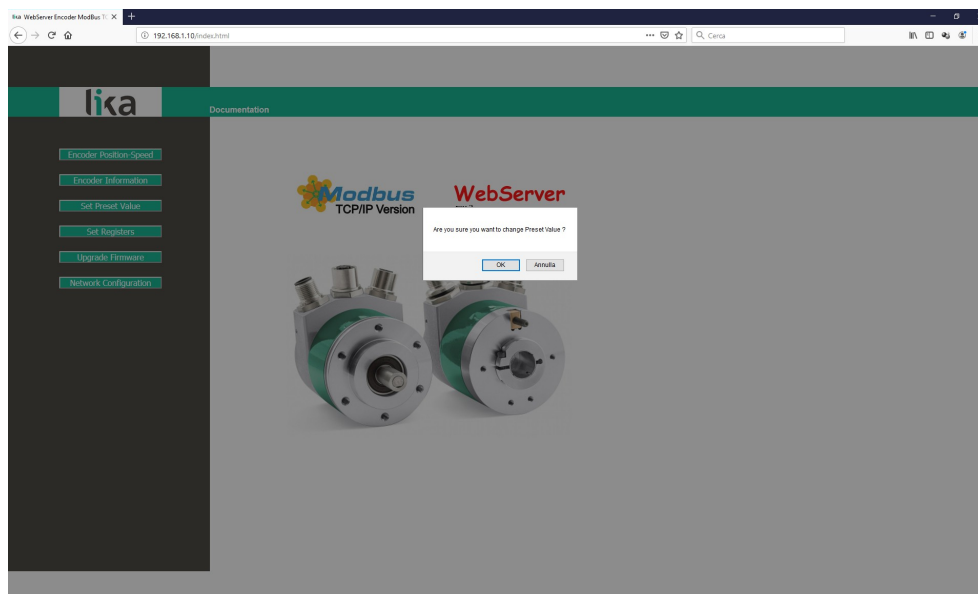 lika WebServer Encoder ModBus TC
192.168.1.10/index.html
Cerca
lika
Documentation
Encoder Position-Speed
Encoder Information
Set Preset Value
Set Registers
Upgrade Firmware
Network Configuration
Modbus
TCP/IP Version
WebServer
Are you sure you want to change Preset Value ?
OK
Annulla